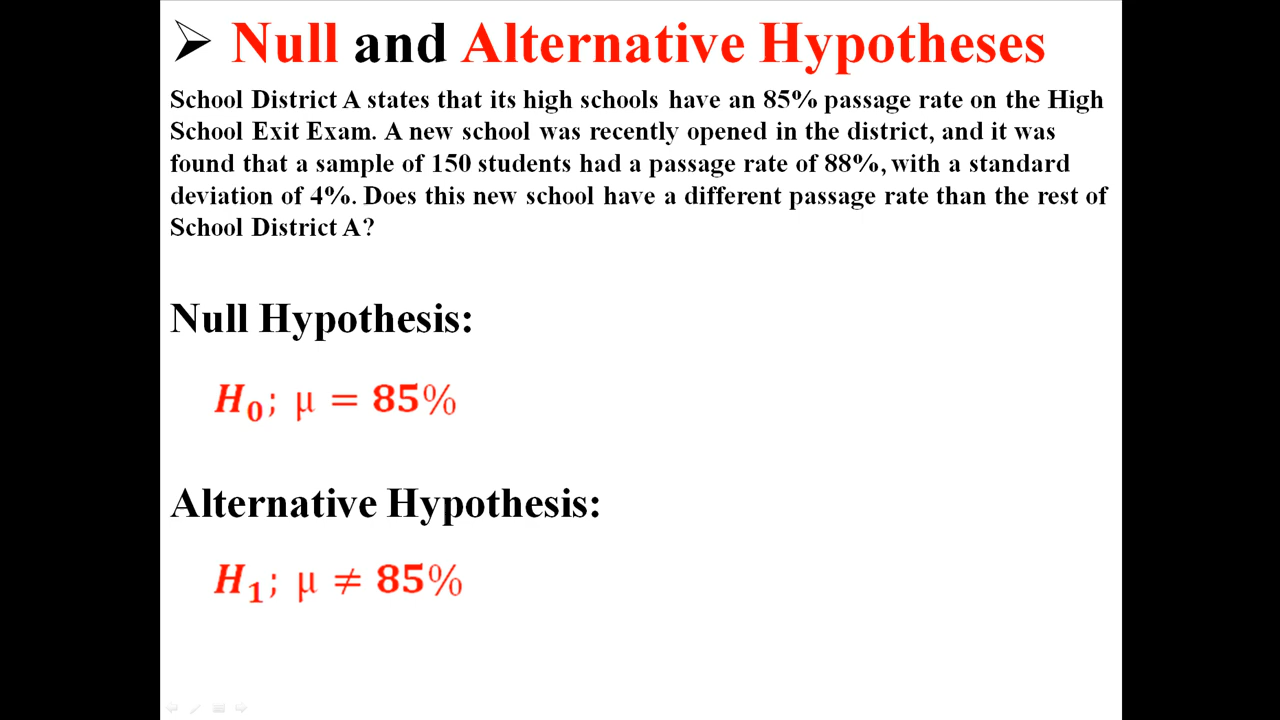 ➢ Null and Alternative Hypotheses
School District A states that its high schools have an 85% passage rate on the High
School Exit Exam. A new school was recently opened in the district, and it was
found that a sample of 150 students had a passage rate of 88%, with a standard
deviation of 4%. Does this new school have a different passage rate than the rest of
School District A?
Null Hypothesis:
H₀; μ = 85%
Alternative Hypothesis:
H₁; μ ≠ 85%